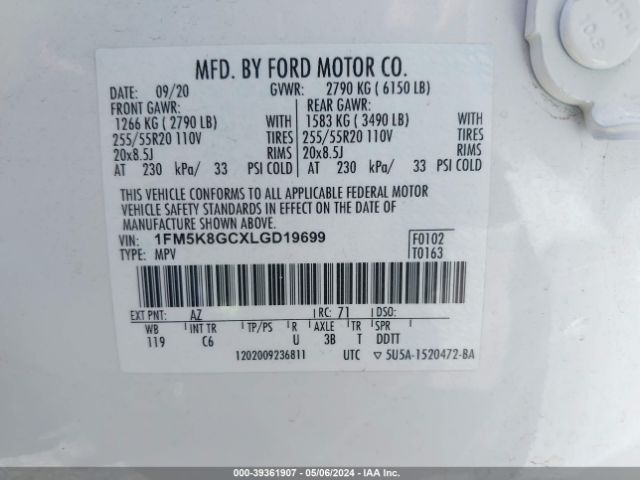 MFD. BY FORD MOTOR CO.
DATE: 09/20 GVWR: 2790 KG ( 6150 LB)
FRONT GAWR: REAR GAWR:
1266 KG ( 2790 LB) WITH 1583 KG ( 3490 LB) WITH
255/55R20 110V TIRES 255/55R20 110V TIRES
20x8.5J RIMS 20x8.5J RIMS
AT 230 kPa/ 33 PSI COLD AT 230 kPa/ 33 PSI COLD
THIS VEHICLE CONFORMS TO ALL APPLICABLE FEDERAL MOTOR
VEHICLE SAFETY STANDARDS IN EFFECT ON THE DATE OF
MANUFACTURE SHOWN ABOVE.
VIN: 1FM5K8GCXLGD19699 F0102
TYPE: MPV T0163
EXT PNT: AZ RC: 71 DSO:
WB INT TR TP/PS R AXLE TR SPR
119 C6 U 3B T DDTT
1202009236811 UTC ▽ 5U5A-1520472-BA
000-39361907 - 05/06/2024 - IAAI.COM
10.9